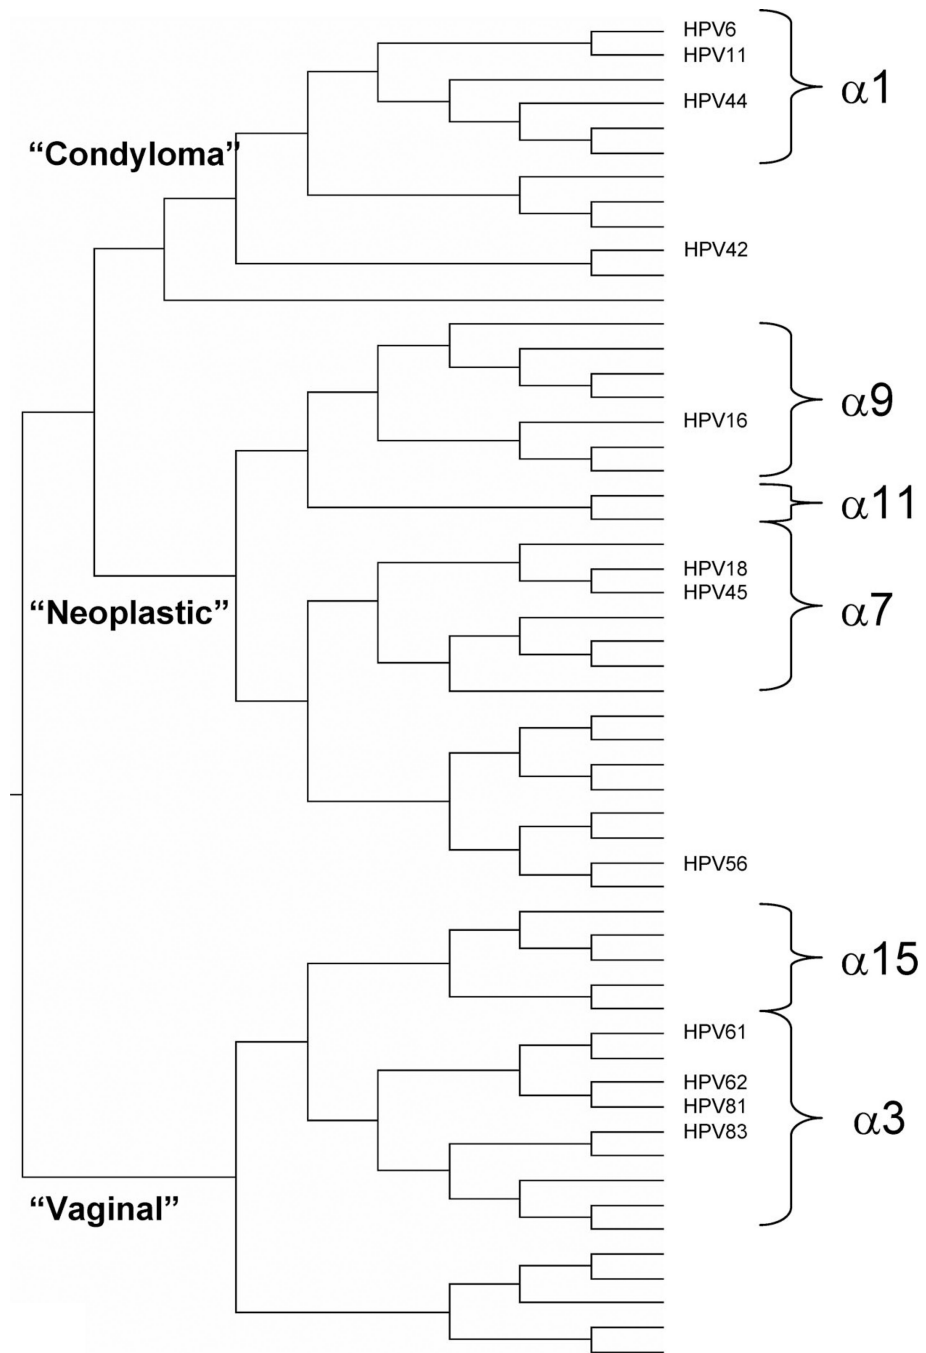 HPV6
HPV11
α1
HPV44
“Condyloma”
HPV42
α9
HPV16
α11
HPV18
HPV45
“Neoplastic”
α7
HPV56
α15
HPV61
HPV62
HPV81
α3
HPV83
“Vaginal”